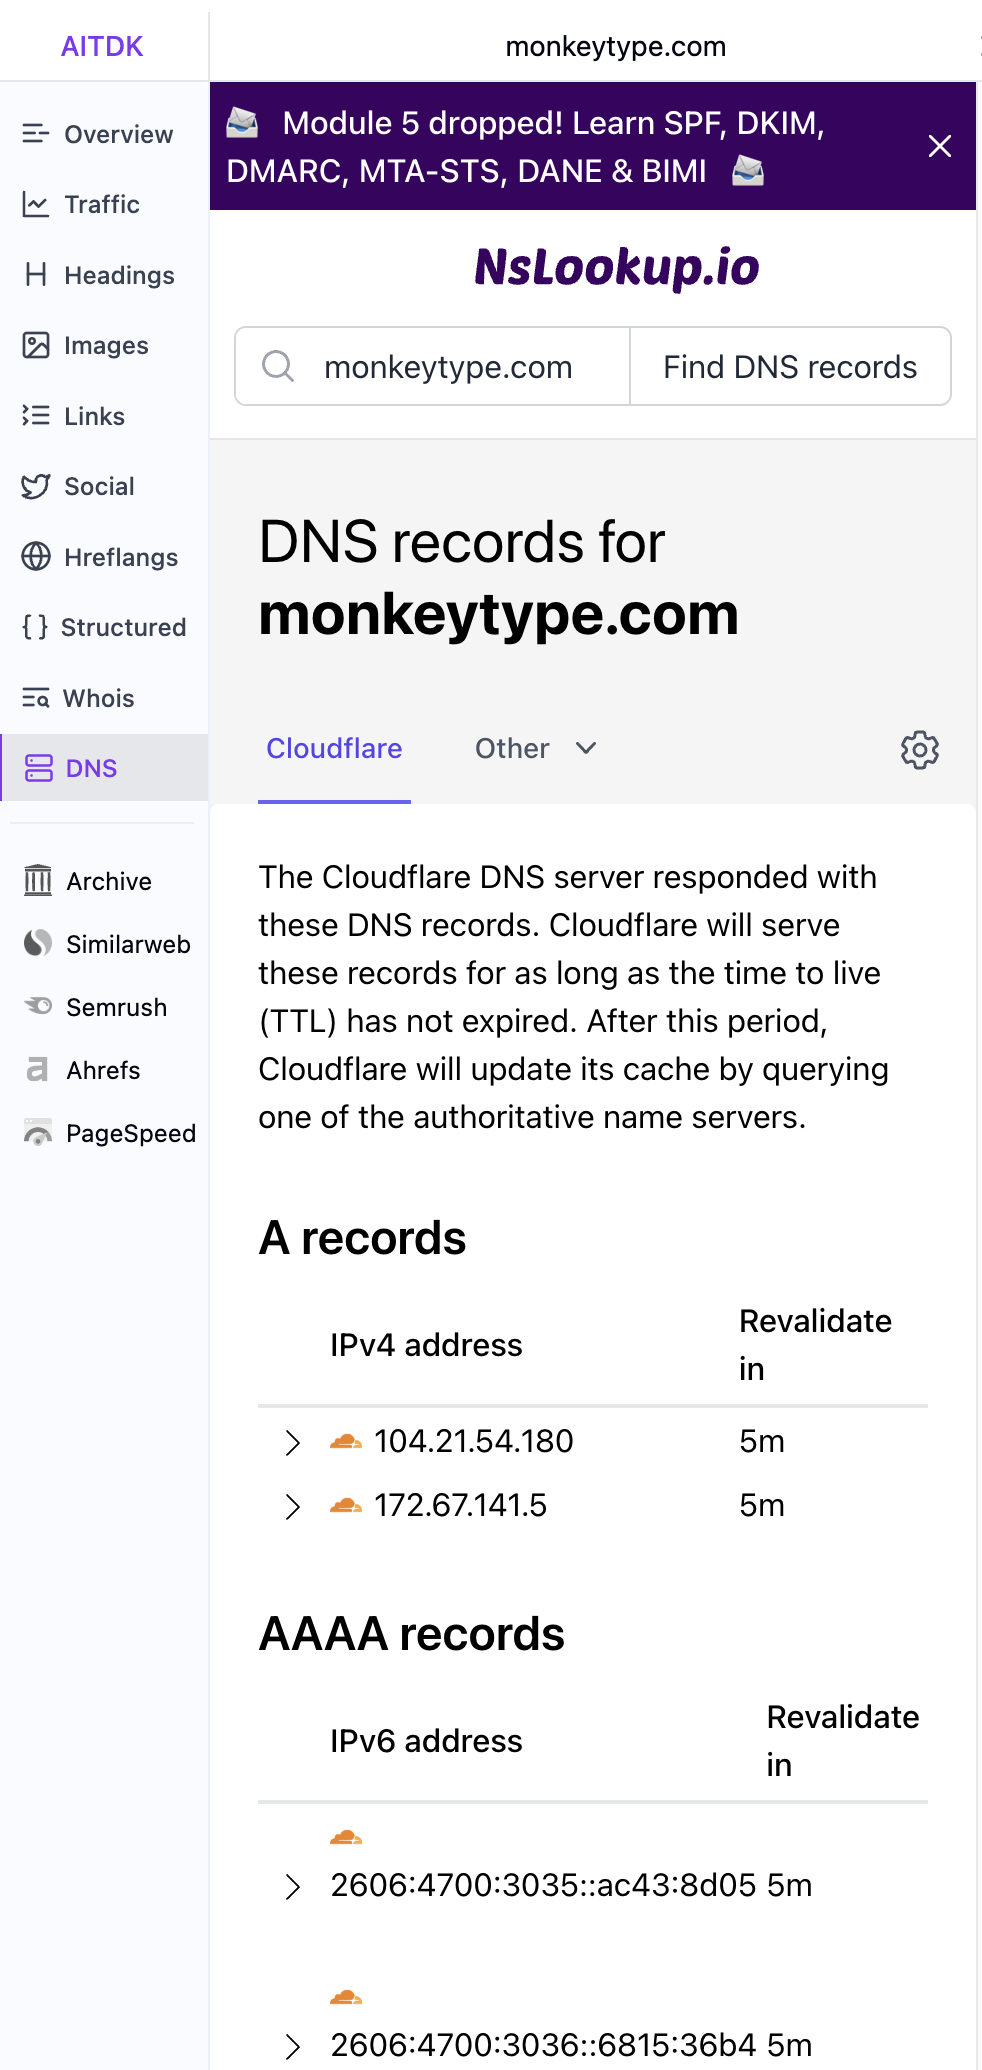 AITDK
monkeytype.com
Overview
Traffic
Headings
Images
Links
Social
Hreflangs
Structured
Whois
DNS
Archive
Similarweb
Semrush
Ahrefs
PageSpeed
Module 5 dropped! Learn SPF, DKIM,
DMARC, MTA-STS, DANE & BIMI
NsLookup.io
monkeytype.com
Find DNS records
DNS records for
monkeytype.com
Cloudflare
Other
The Cloudflare DNS server responded with
these DNS records. Cloudflare will serve
these records for as long as the time to live
(TTL) has not expired. After this period,
Cloudflare will update its cache by querying
one of the authoritative name servers.
A records
IPv4 address
Revalidate
in
104.21.54.180 5m
172.67.141.5 5m
AAAA records
IPv6 address
Revalidate
in
2606:4700:3035::ac43:8d05 5m
2606:4700:3036::6815:36b4 5m